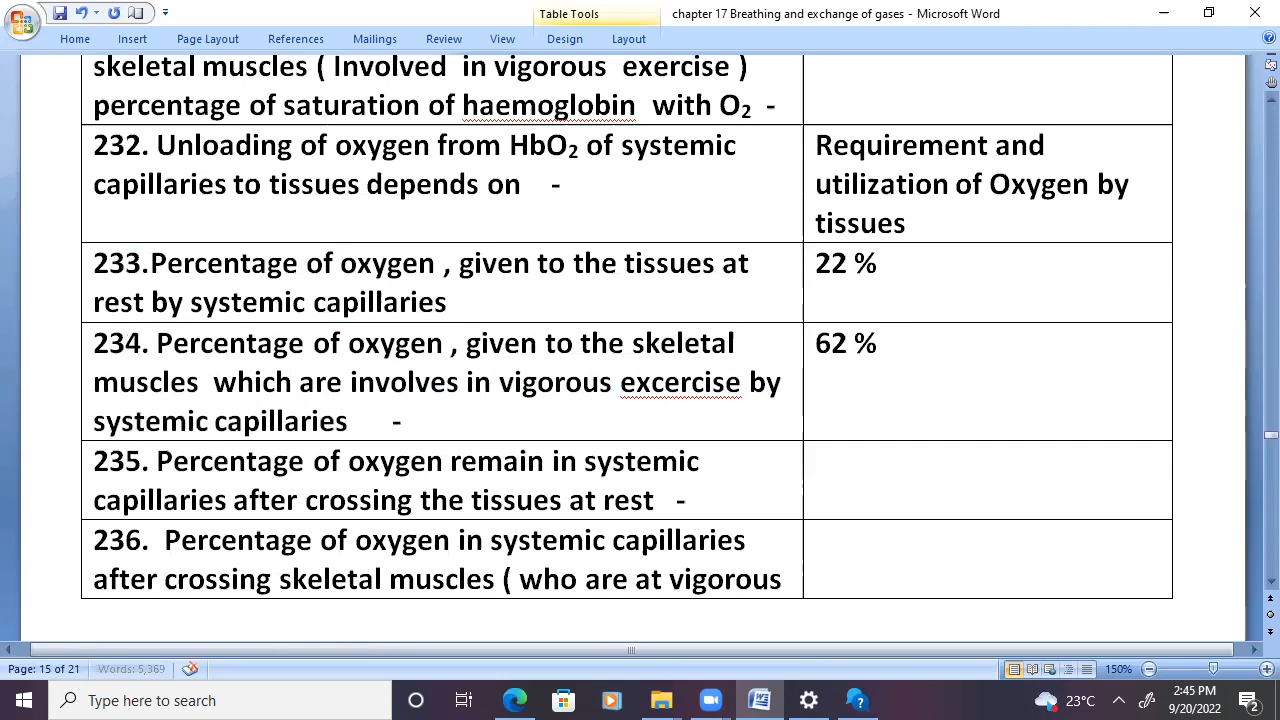 Table Tools
chapter 17 Breathing and exchange of gases - Microsoft Word
Home Insert Page Layout References Mailings Review View Design Layout
skeletal muscles ( Involved in vigorous exercise )
percentage of saturation of haemoglobin with O₂ -
232. Unloading of oxygen from HbO₂ of systemic
capillaries to tissues depends on -
Requirement and
utilization of Oxygen by
tissues
233.Percentage of oxygen , given to the tissues at
rest by systemic capillaries
22 %
234. Percentage of oxygen , given to the skeletal
muscles which are involves in vigorous excercise by
systemic capillaries -
62 %
235. Percentage of oxygen remain in systemic
capillaries after crossing the tissues at rest -
236. Percentage of oxygen in systemic capillaries
after crossing skeletal muscles ( who are at vigorous
Page: 15 of 21 Words: 5,369 150%
Type here to search
23°C
2:45 PM
9/20/2022
2